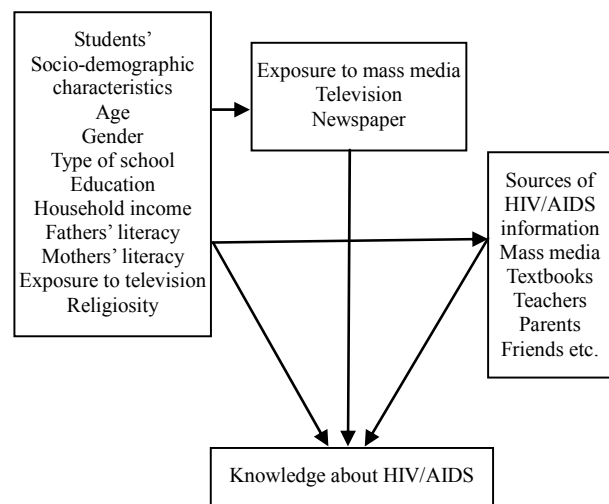 Students’
Socio-demographic
characteristics
Age
Gender
Type of school
Education
Household income
Fathers’ literacy
Mothers’ literacy
Exposure to television
Religiosity
Exposure to mass media
Television
Newspaper
Sources of
HIV/AIDS
information
Mass media
Textbooks
Teachers
Parents
Friends etc.
Knowledge about HIV/AIDS